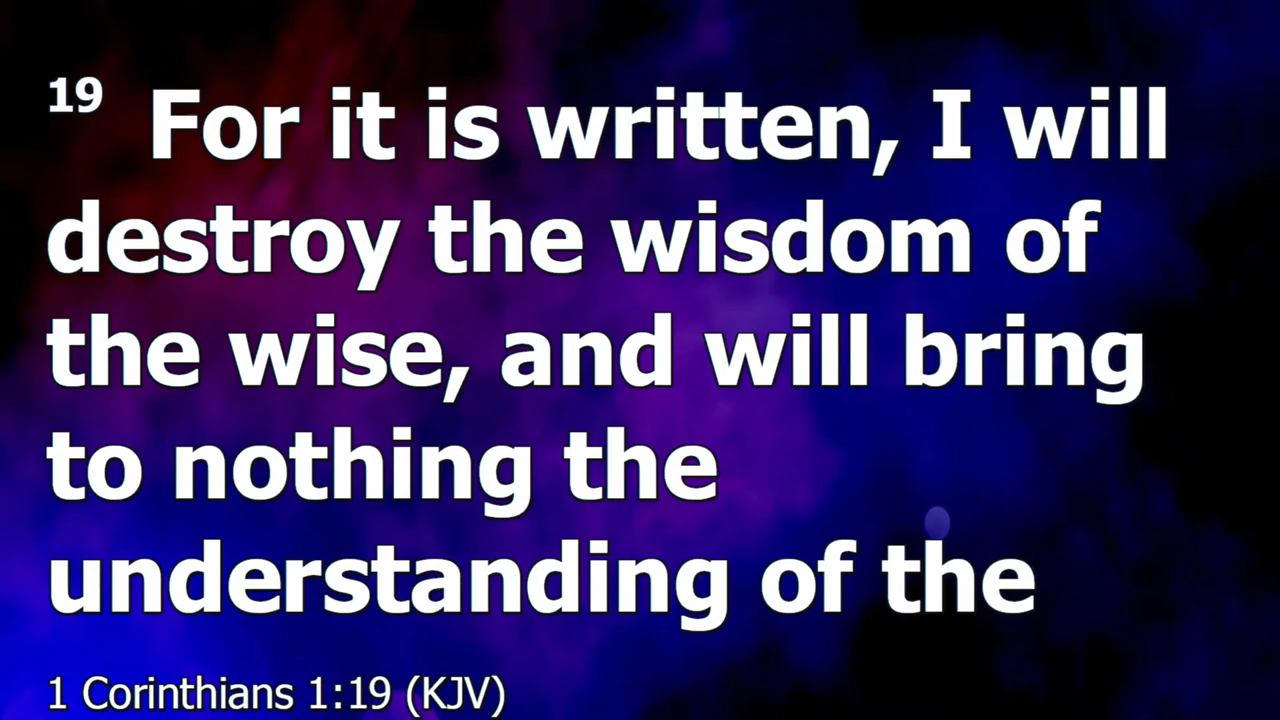 19 For it is written, I will
destroy the wisdom of
the wise, and will bring
to nothing the
understanding of the
1 Corinthians 1:19 (KJV)